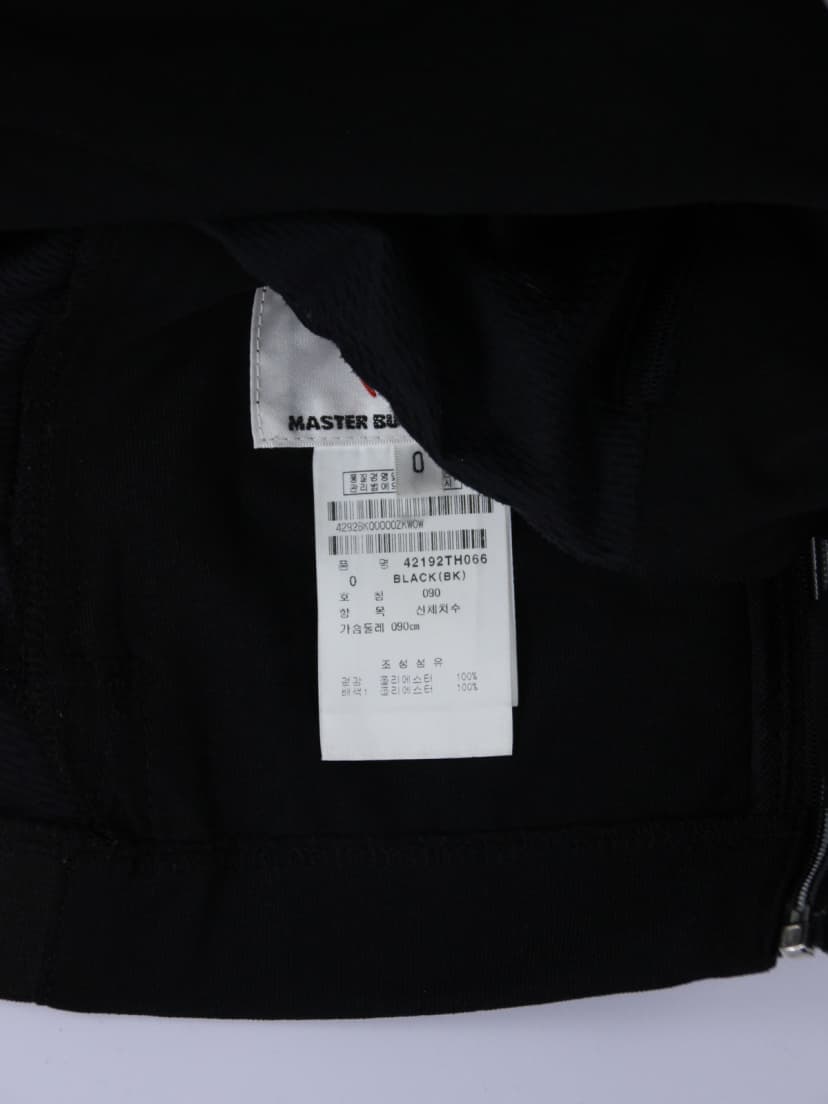 MASTER BU
0
4292BK00000ZKW0W
품 명 42192TH066
0 BLACK(BK)
호 칭 090
항 목 신체치수
가슴둘레 090cm
조성섬유
겉감 폴리에스터 100%
배색1 폴리에스터 100%